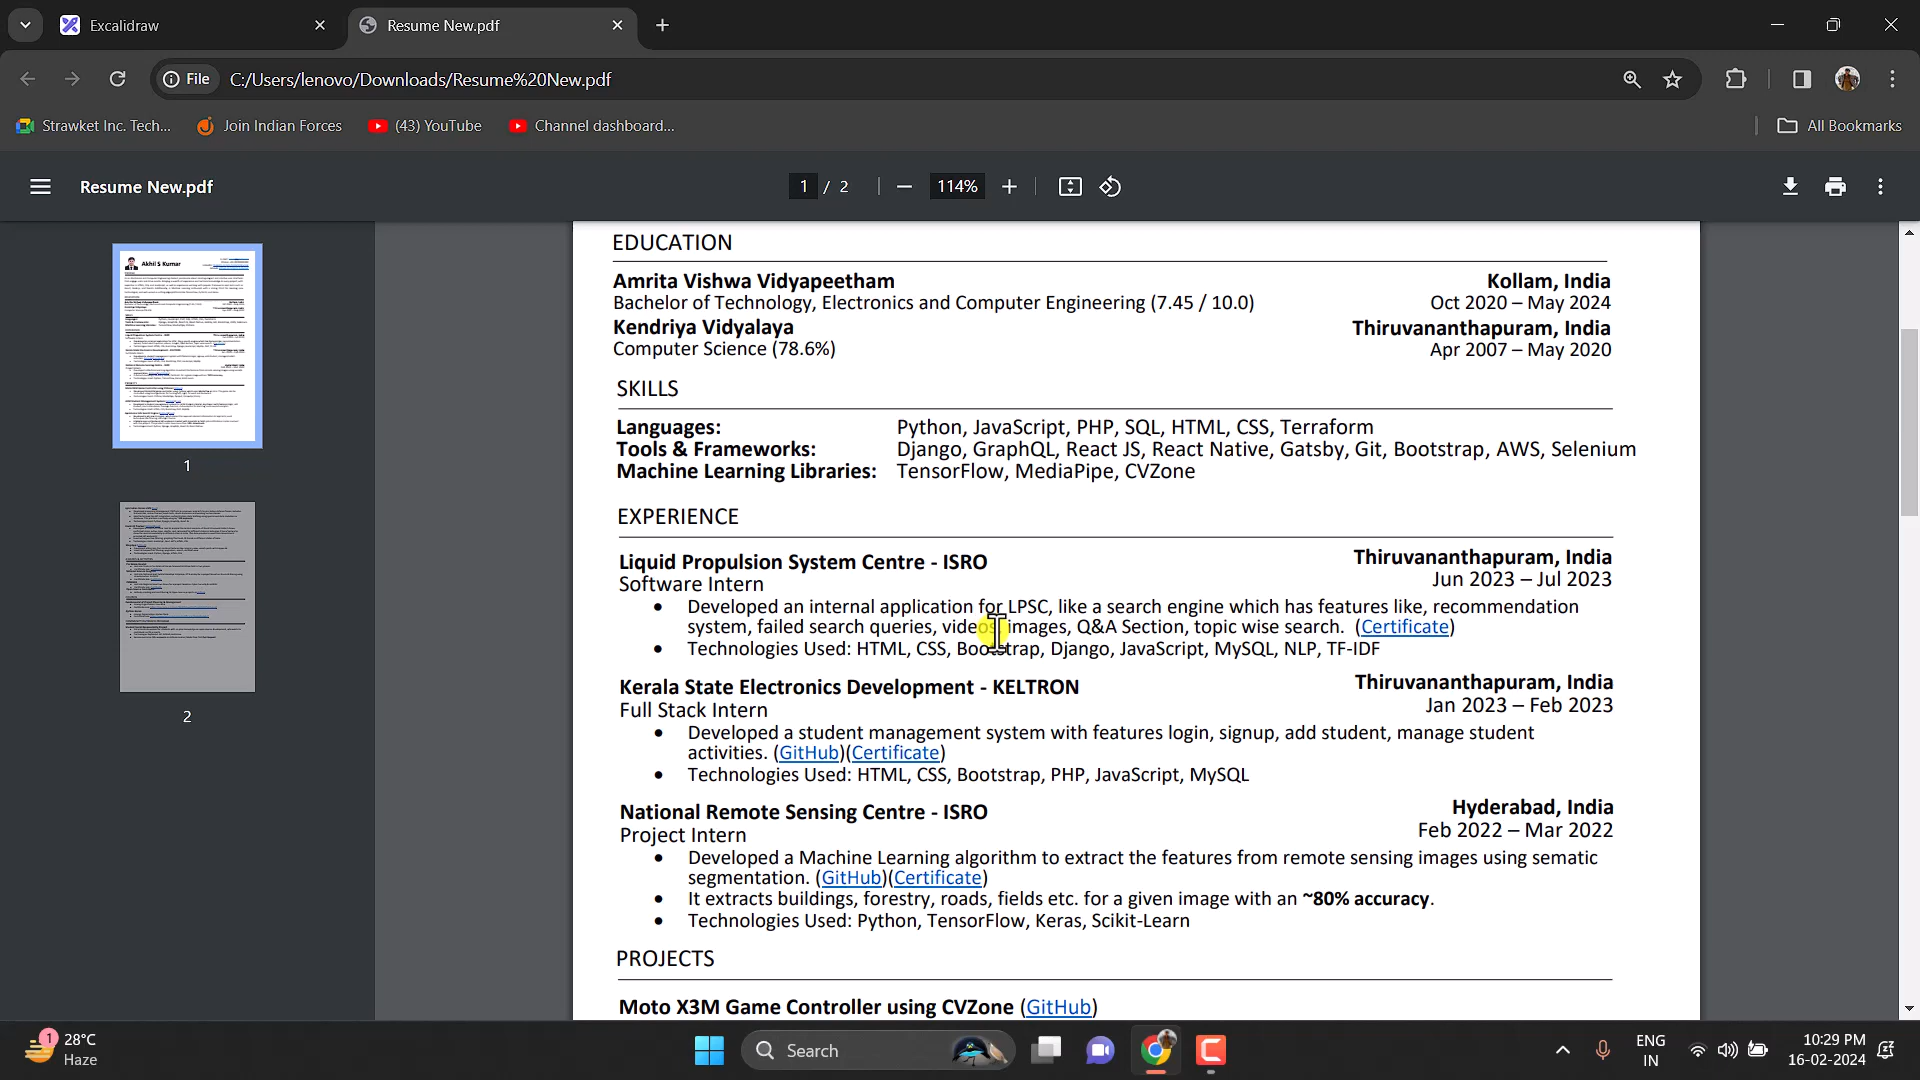 Excalidraw
Resume New.pdf
File
C:/Users/lenovo/Downloads/Resume%20New.pdf
Strawket Inc. Tech...
Join Indian Forces
(43) YouTube
Channel dashboard...
All Bookmarks
Resume New.pdf
1 / 2
114%
Akhil S Kumar
1
2
EDUCATION
Amrita Vishwa Vidyapeetham Kollam, India
Bachelor of Technology, Electronics and Computer Engineering (7.45 / 10.0) Oct 2020 – May 2024
Kendriya Vidyalaya Thiruvananthapuram, India
Computer Science (78.6%) Apr 2007 – May 2020
SKILLS
Languages: Python, JavaScript, PHP, SQL, HTML, CSS, Terraform
Tools & Frameworks: Django, GraphQL, React JS, React Native, Gatsby, Git, Bootstrap, AWS, Selenium
Machine Learning Libraries: TensorFlow, MediaPipe, CVZone
EXPERIENCE
Liquid Propulsion System Centre - ISRO Thiruvananthapuram, India
Software Intern Jun 2023 – Jul 2023
• Developed an internal application for LPSC, like a search engine which has features like, recommendation
system, failed search queries, videos, images, Q&A Section, topic wise search. (Certificate)
• Technologies Used: HTML, CSS, Bootstrap, Django, JavaScript, MySQL, NLP, TF-IDF
Kerala State Electronics Development - KELTRON Thiruvananthapuram, India
Full Stack Intern Jan 2023 – Feb 2023
• Developed a student management system with features login, signup, add student, manage student
activities. (GitHub)(Certificate)
• Technologies Used: HTML, CSS, Bootstrap, PHP, JavaScript, MySQL
National Remote Sensing Centre - ISRO Hyderabad, India
Project Intern Feb 2022 – Mar 2022
• Developed a Machine Learning algorithm to extract the features from remote sensing images using sematic
segmentation. (GitHub)(Certificate)
• It extracts buildings, forestry, roads, fields etc. for a given image with an ~80% accuracy.
• Technologies Used: Python, TensorFlow, Keras, Scikit-Learn
PROJECTS
Moto X3M Game Controller using CVZone (GitHub)
1
28°C
Haze
Search
ENG
IN
10:29 PM
16-02-2024